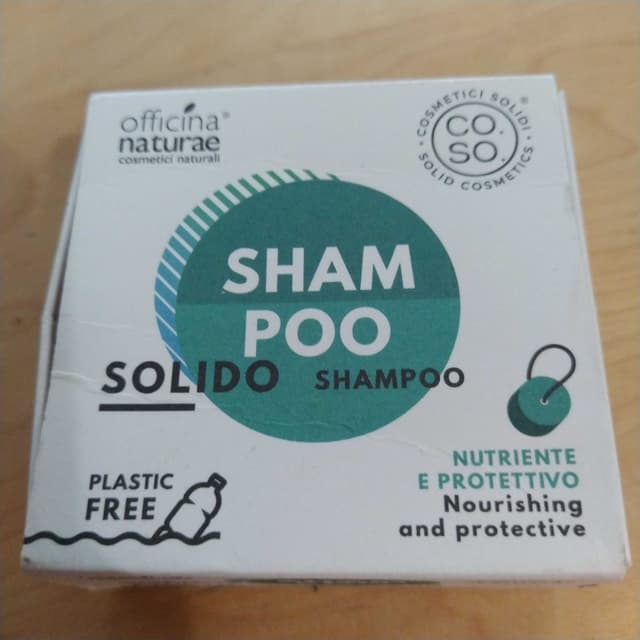 officina®
naturae
cosmetici naturali
COSMETICI SOLIDI®
CO.
SO.
SOLID COSMETICS
SHAM
POO
SOLIDO SHAMPOO
PLASTIC
FREE
NUTRIENTE
E PROTETTIVO
Nourishing
and protective